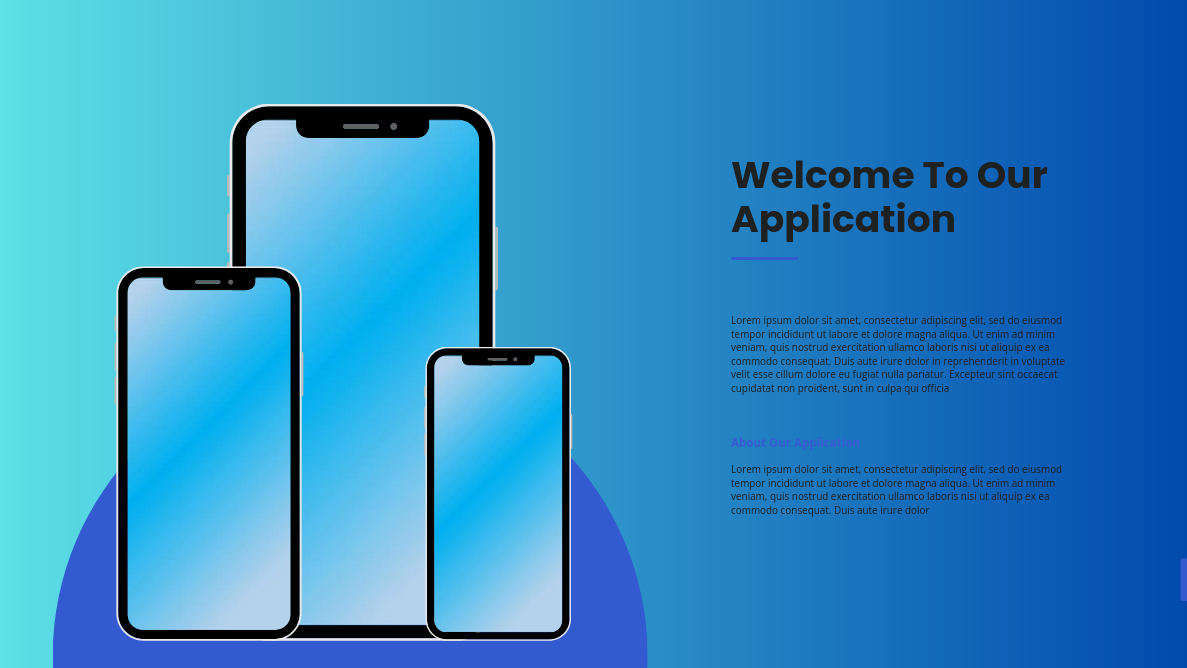 Welcome To Our
Application
Lorem ipsum dolor sit amet, consectetur adipiscing elit, sed do eiusmod
tempor incididunt ut labore et dolore magna aliqua. Ut enim ad minim
veniam, quis nostrud exercitation ullamco laboris nisi ut aliquip ex ea
commodo consequat. Duis aute irure dolor in reprehenderit in voluptate
velit esse cillum dolore eu fugiat nulla pariatur. Excepteur sint occaecat
cupidatat non proident, sunt in culpa qui officia
About Our Application
Lorem ipsum dolor sit amet, consectetur adipiscing elit, sed do eiusmod
tempor incididunt ut labore et dolore magna aliqua. Ut enim ad minim
veniam, quis nostrud exercitation ullamco laboris nisi ut aliquip ex ea
commodo consequat. Duis aute irure dolor